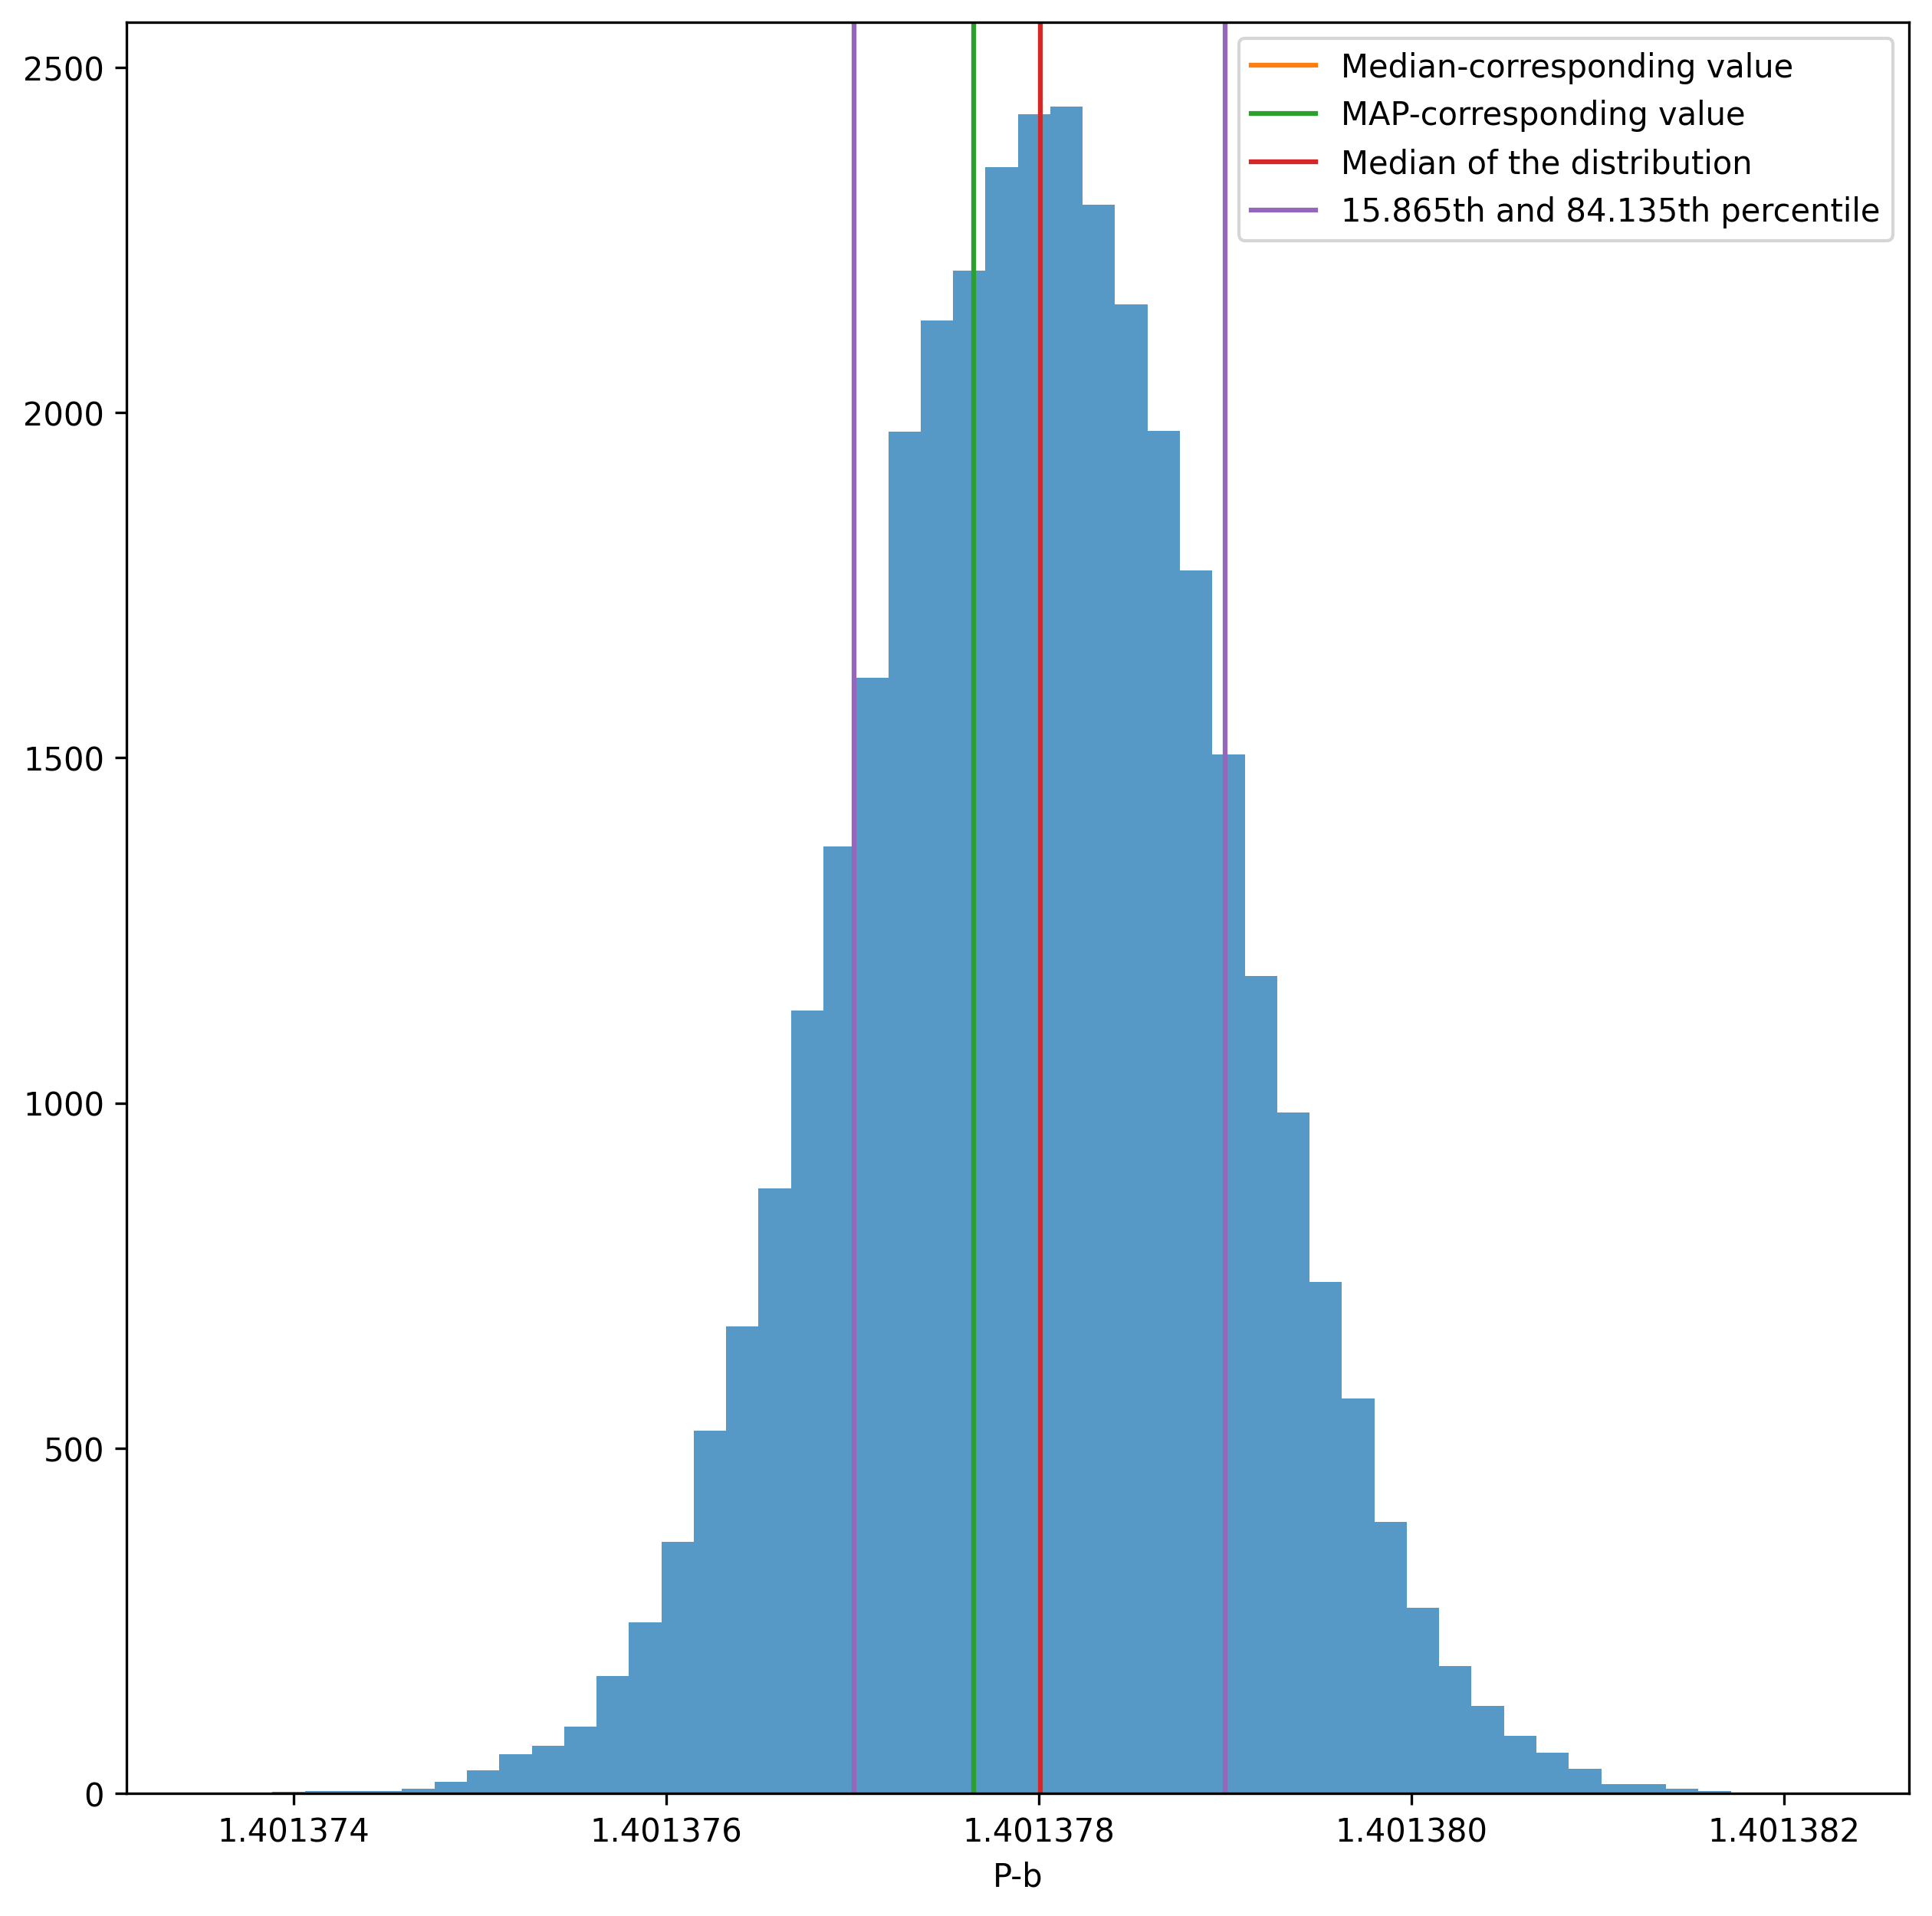 2500
2000
1500
1000
500
0
Median-corresponding value
MAP-corresponding value
Median of the distribution
15.865th and 84.135th percentile
1.401374 1.401376 1.401378 1.401380 1.401382
P-b